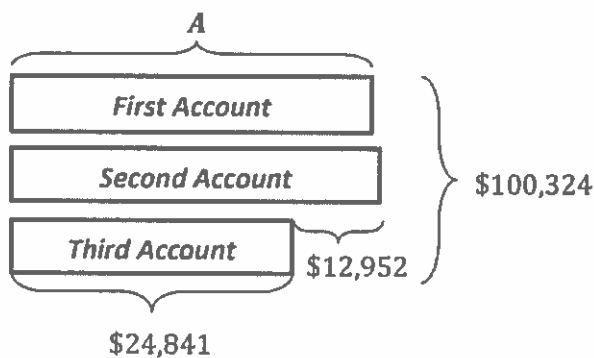 A
First Account
Second Account
$100,324
Third Account
$12,952
$24,841